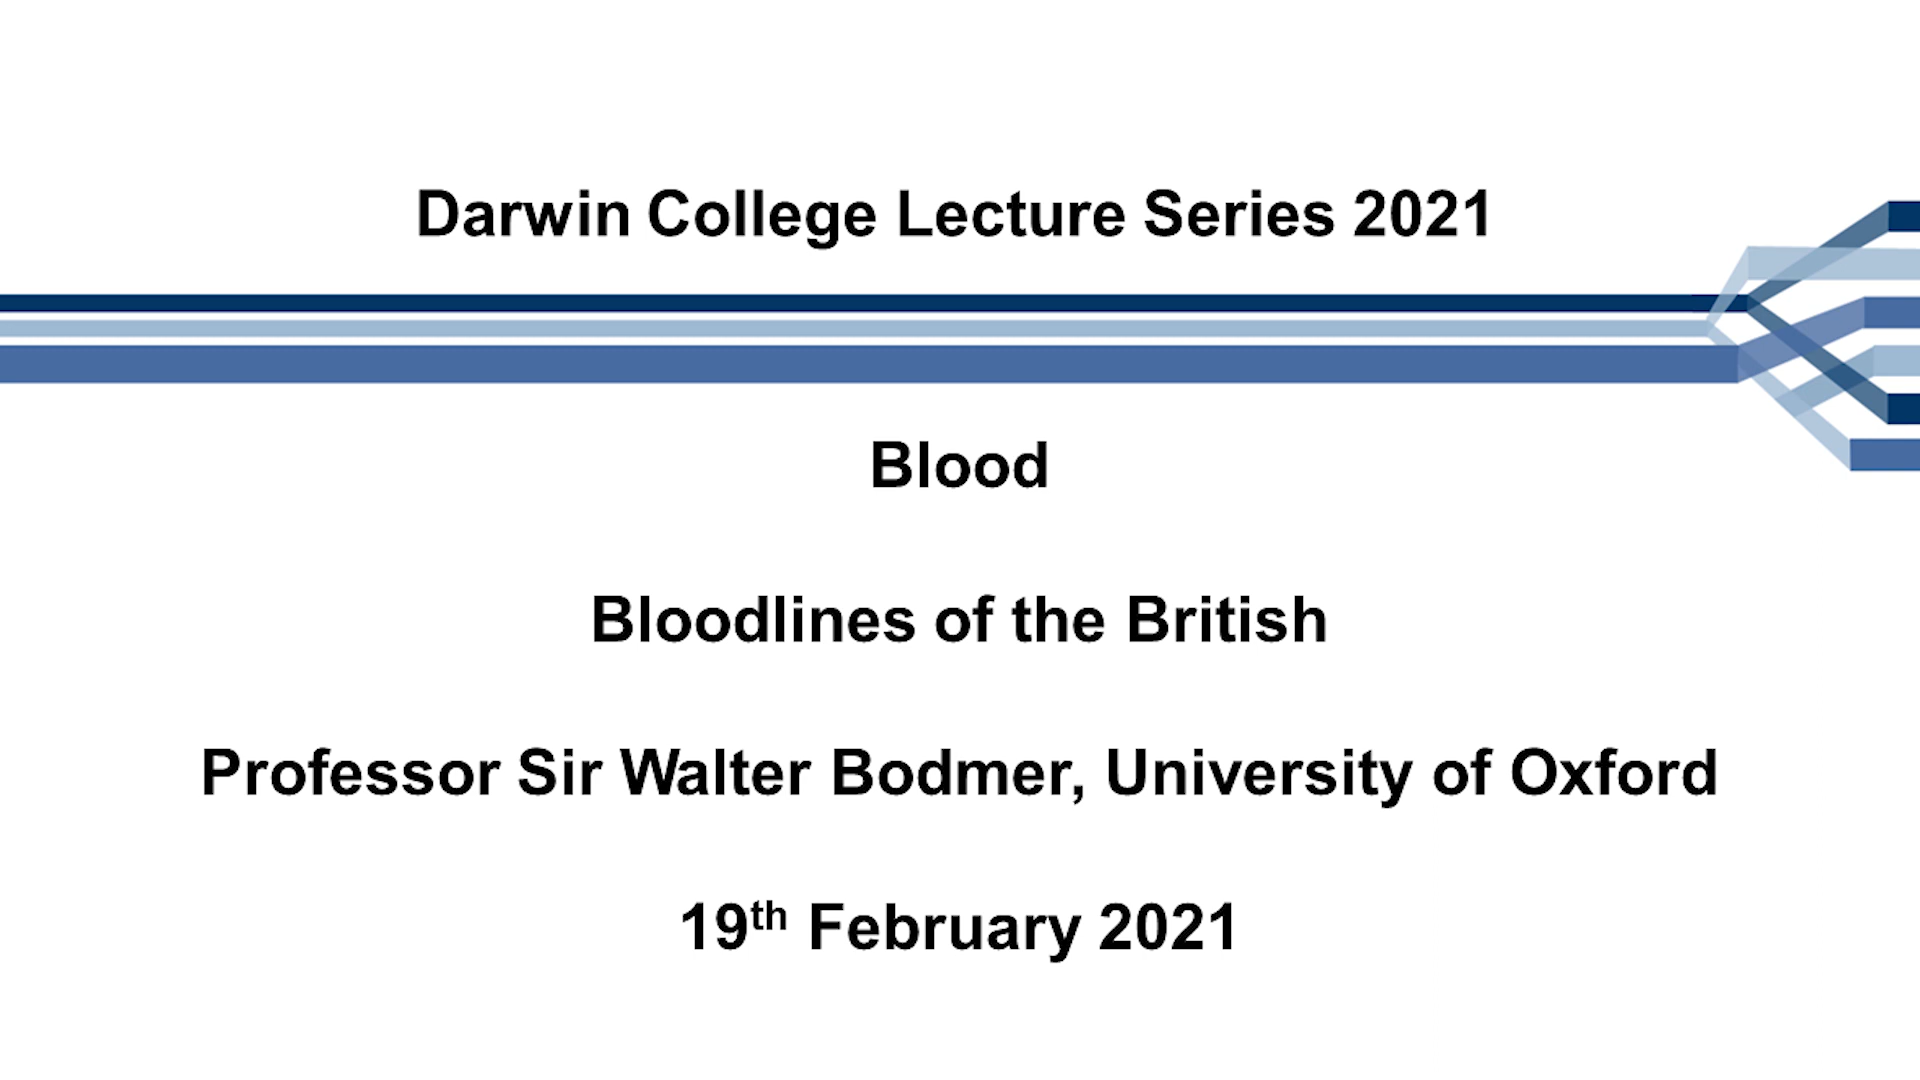 Darwin College Lecture Series 2021
Blood
Bloodlines of the British
Professor Sir Walter Bodmer, University of Oxford
19th February 2021